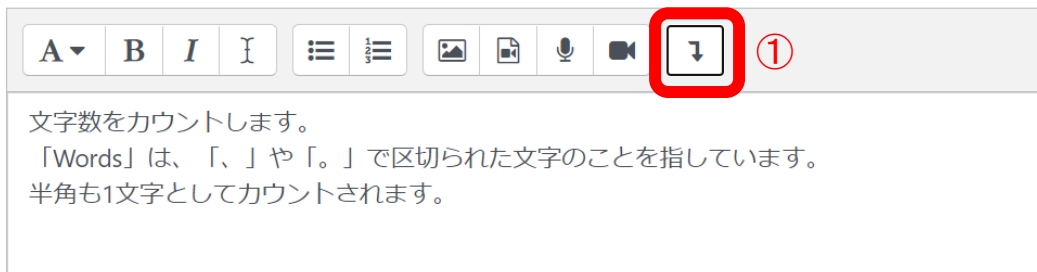 A B I
①
文字数をカウントします。
「Words」は、「、」や「。」で区切られた文字のことを指しています。
半角も1文字としてカウントされます。